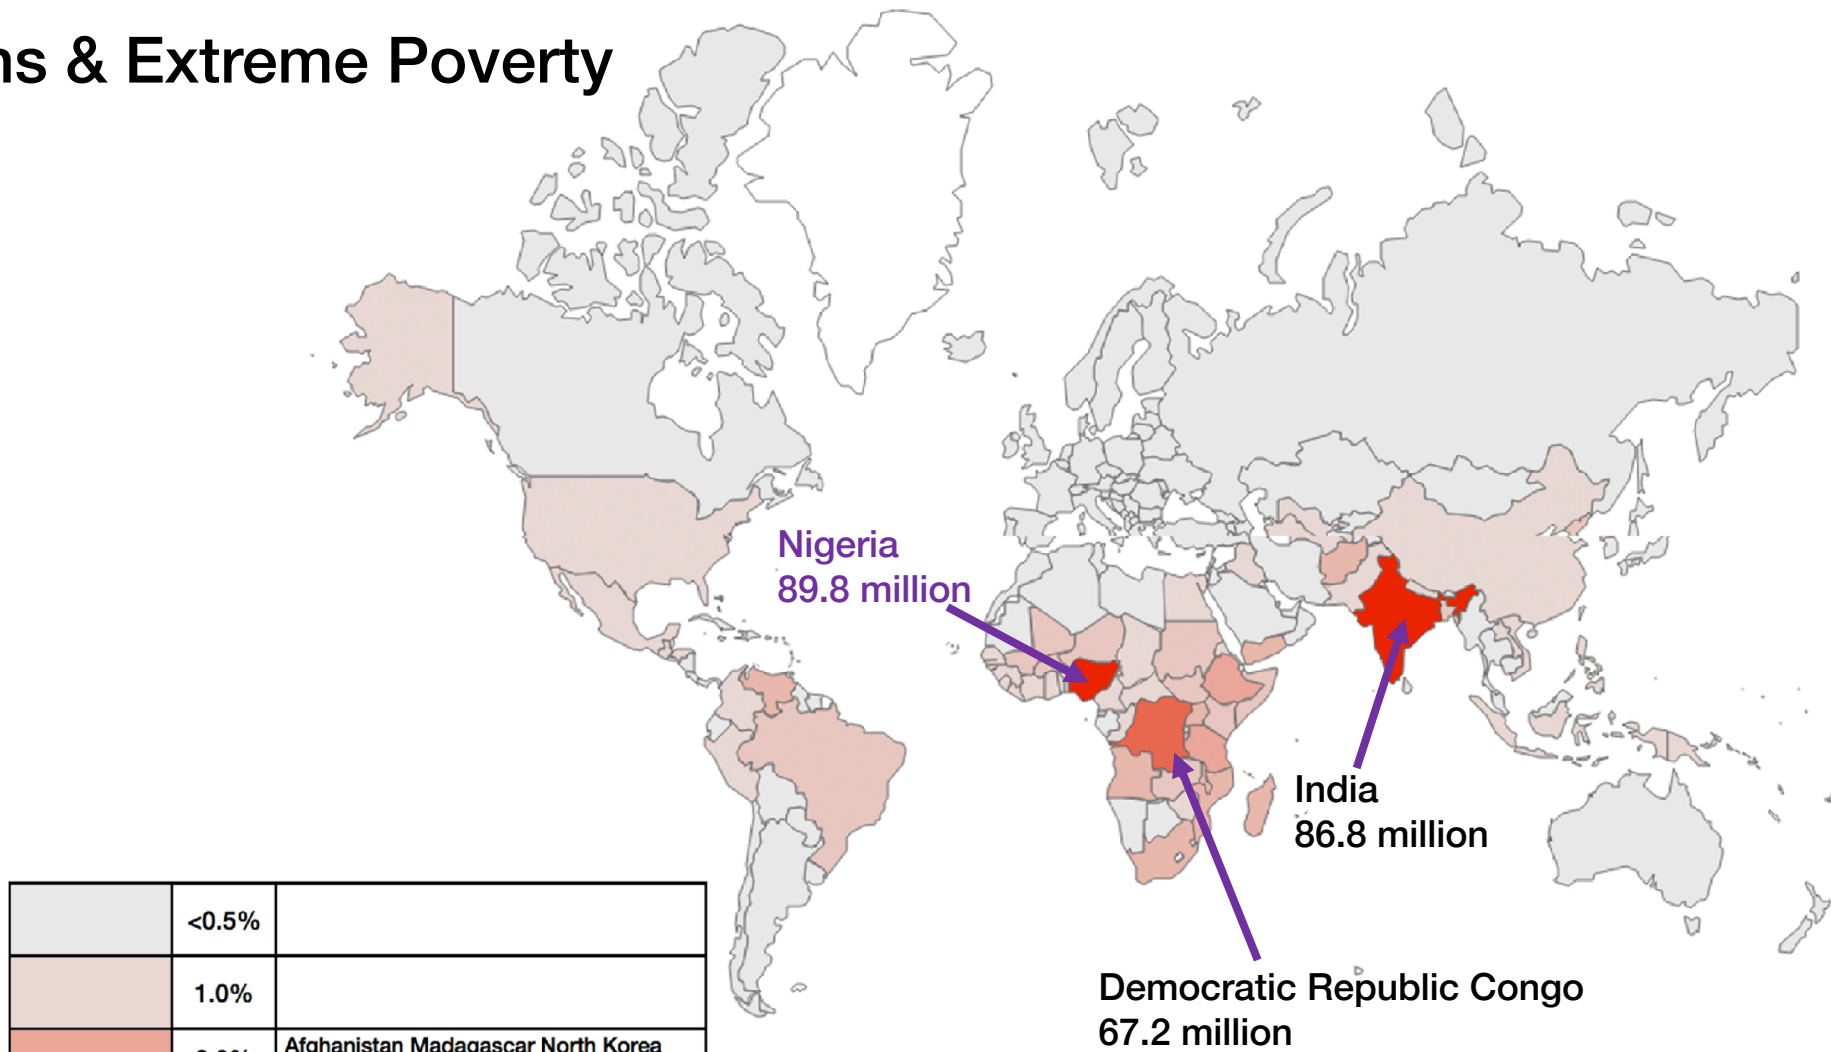 & Extreme Poverty
Nigeria
89.8 million
India
86.8 million
Democratic Republic Congo
67.2 million
<0.5%
1.0%
Afghanistan Madagascar North Korea